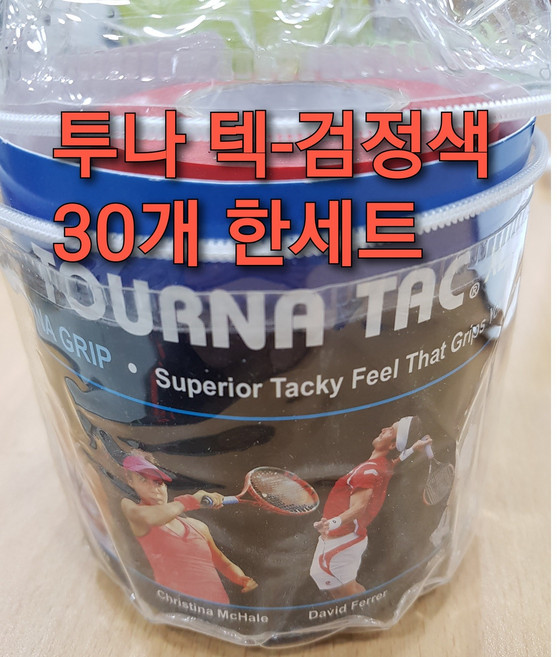 투나 텍-검정색
30개 한세트
TOURNA TAC®
NA GRIP • Superior Tacky Feel That Grips
Christina McHale
David Ferrer